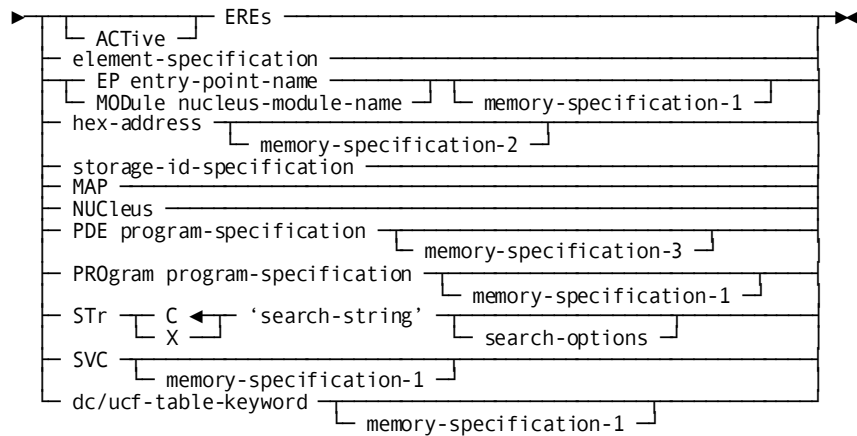 EREs
ACTive
element-specification
EP entry-point-name
MODule nucleus-module-name memory-specification-1
hex-address
memory-specification-2
storage-id-specification
MAP
NUCleus
PDE program-specification
memory-specification-3
PROgram program-specification
memory-specification-1
STr C ‘search-string’
X search-options
SVC
memory-specification-1
dc/ucf-table-keyword
memory-specification-1